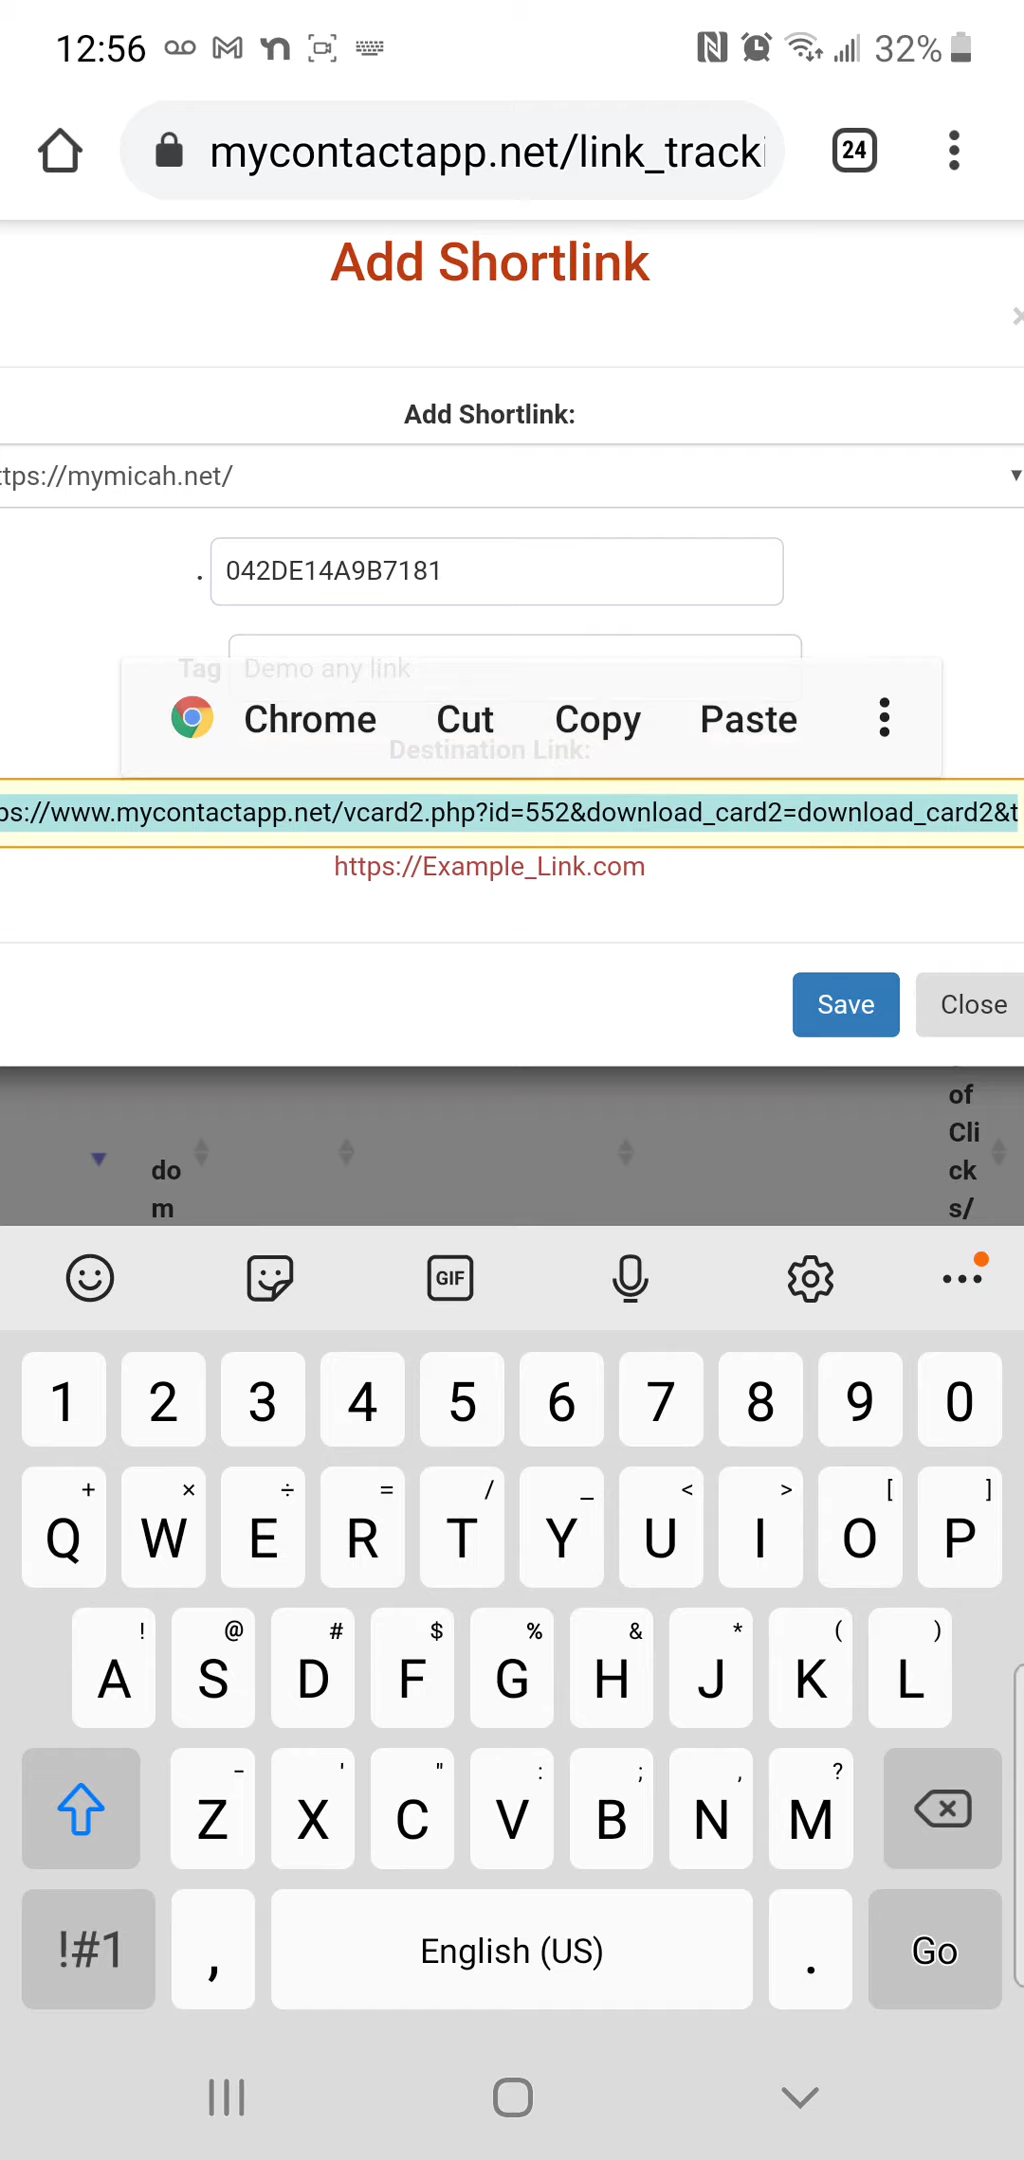 12:56 32%
mycontactapp.net/link_tracki
24
Add Shortlink
×
Add Shortlink:
tps://mymicah.net/
. 042DE14A9B7181
Tag Demo any link
Chrome Cut Copy Paste
Destination Link:
ps://www.mycontactapp.net/vcard2.php?id=552&download_card2=download_card2&t
https://Example_Link.com
Save Close
of
Cli
do ck
m s/
GIF
1 2 3 4 5 6 7 8 9 0
+ × ÷ = / _ < > [ ]
Q W E R T Y U I O P
! @ # $ % & * ( )
A S D F G H J K L
- ' " : ; , ?
Z X C V B N M
!#1 , English (US) . Go